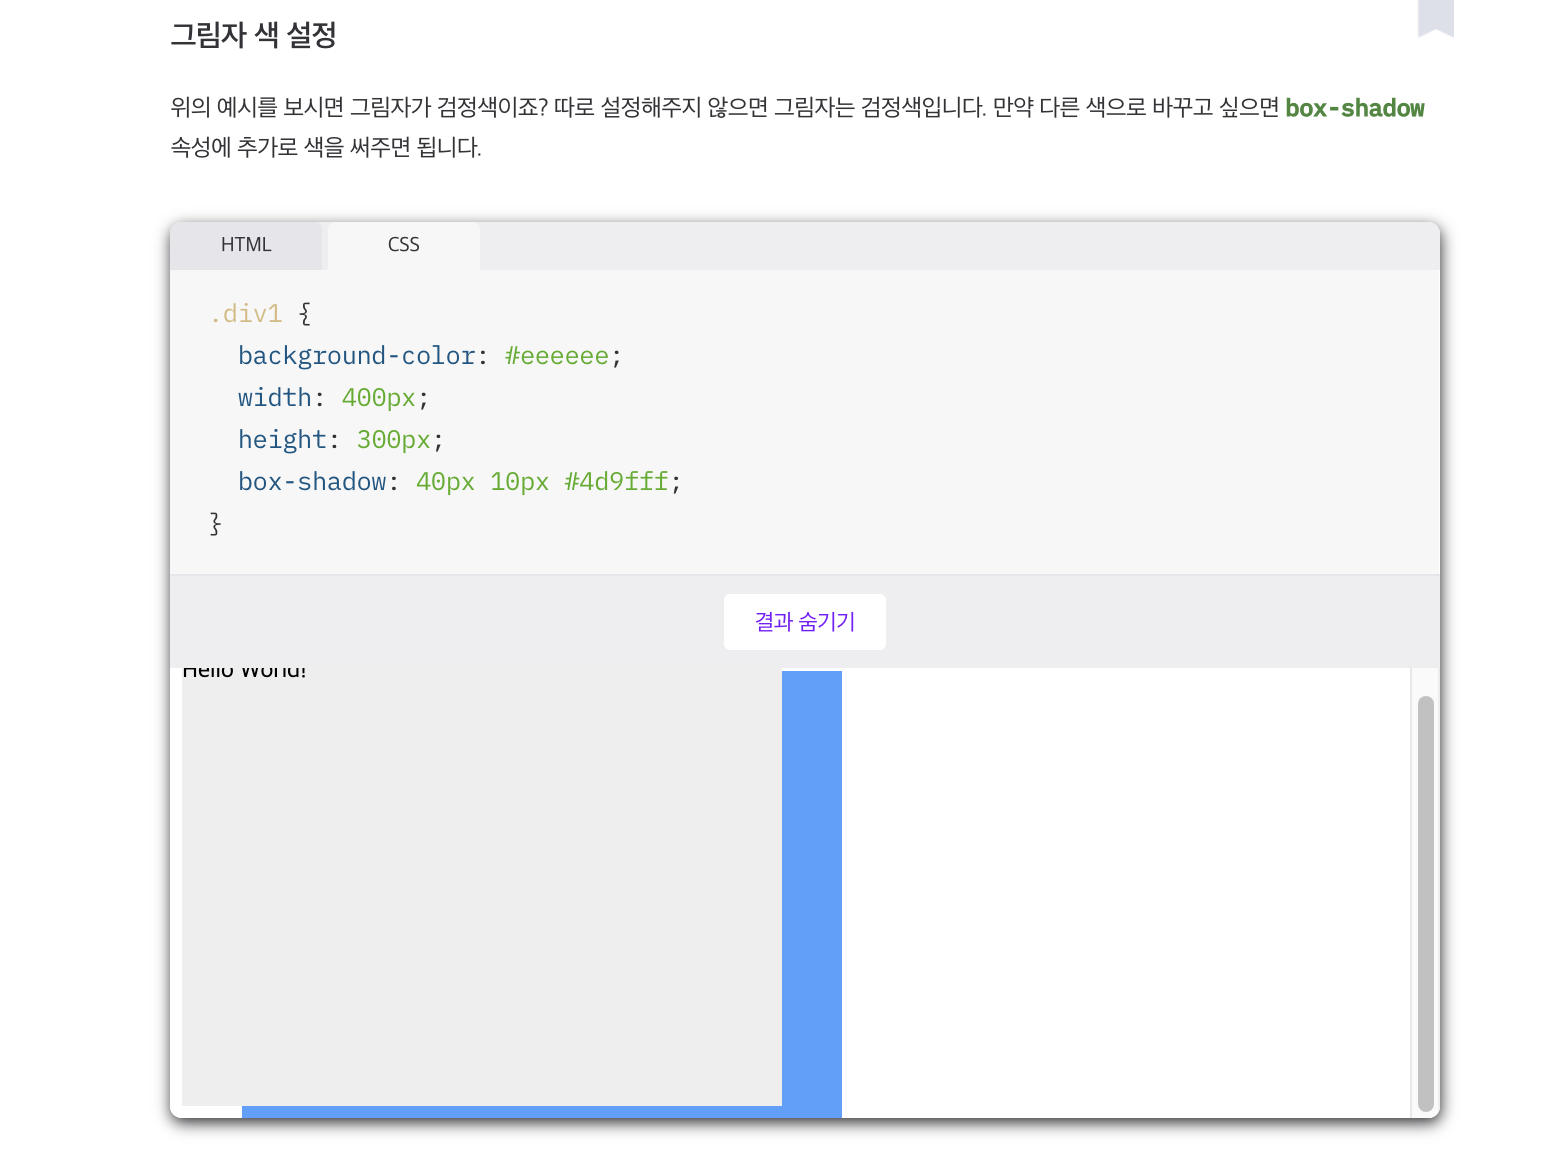 그림자 색 설정
위의 예시를 보시면 그림자가 검정색이죠? 따로 설정해주지 않으면 그림자는 검정색입니다. 만약 다른 색으로 바꾸고 싶으면 box-shadow
속성에 추가로 색을 써주면 됩니다.
HTML CSS
.div1 {
background-color: #eeeeee;
width: 400px;
height: 300px;
box-shadow: 40px 10px #4d9fff;
}
결과 숨기기
Hello World!